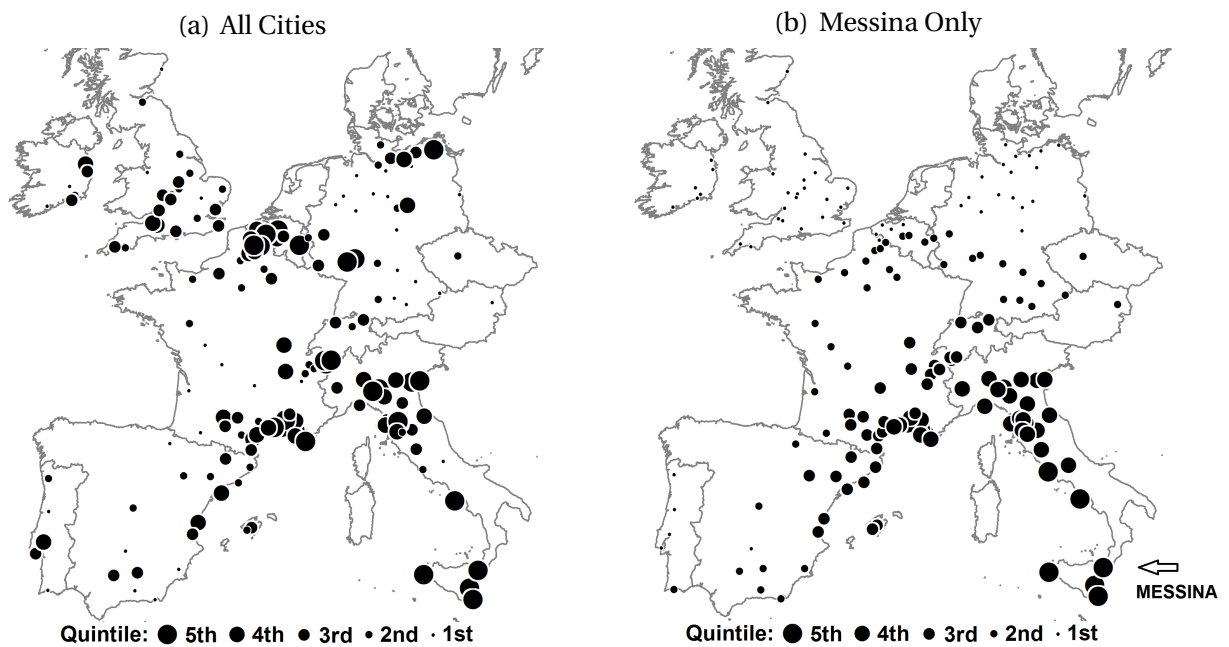 (a) All Cities
(b) Messina Only
MESSINA
Quintile: 5th 4th 3rd 2nd 1st
Quintile: 5th 4th 3rd 2nd 1st